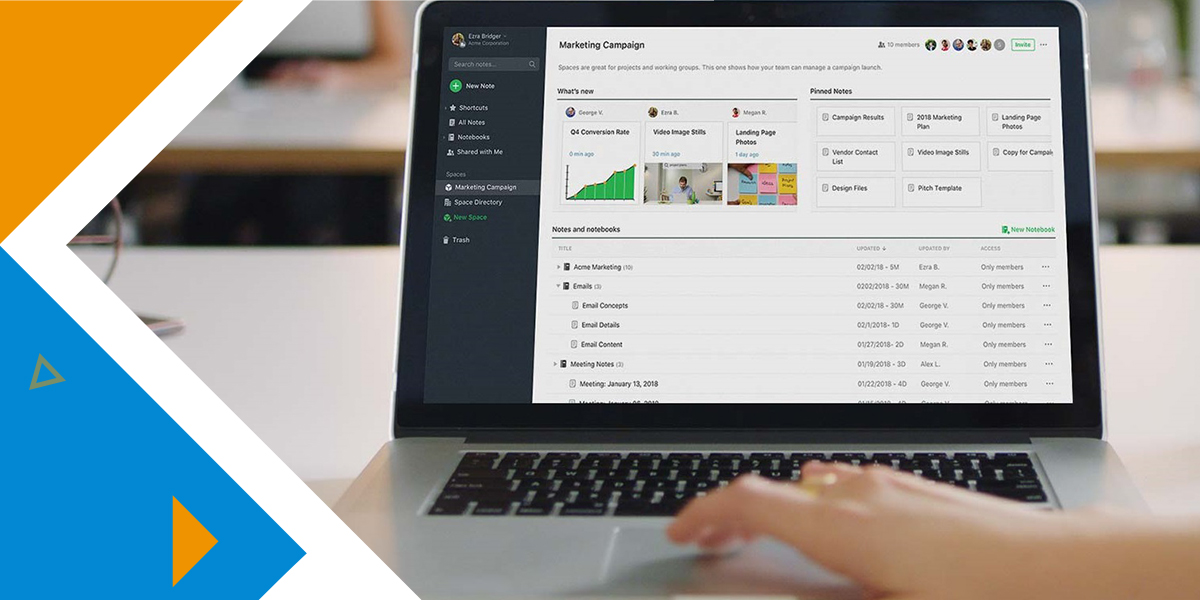 Ezra Bridger
Acme Corporation
Search notes...
New Note
Shortcuts
All Notes
Notebooks
Shared with Me
Spaces
Marketing Campaign
Space Directory
New Space
Trash
Marketing Campaign
10 members
5
Invite
Spaces are great for projects and working groups. This one shows how your team can manage a campaign launch.
What's new
George V.
Ezra B.
Megan R.
Q4 Conversion Rate
Video Image Stills
Landing Page
Photos
0 min ago
30 min ago
1 day ago
Pinned Notes
Campaign Results
2018 Marketing
Plan
Landing Page
Photos
Vendor Contact
List
Video Image Stills
Copy for Campai
Design Files
Pitch Template
Notes and notebooks
New Notebook
TITLE UPDATED UPDATED BY ACCESS
Acme Marketing (10) 02/02/18 - 5M Ezra B. Only members
Emails (3) 0202/2018 - 30M Megan R. Only members
Email Concepts 02/02/18 - 30M George V. Only members
Email Details 02/1/2018- 1D George V. Only members
Email Content 01/27/2018- 2D Megan R. Only members
Meeting Notes (3) 01/19/2018 - 3D Alex L. Only members
Meeting: January 13, 2018 01/22/2018 - 4D George V. Only members